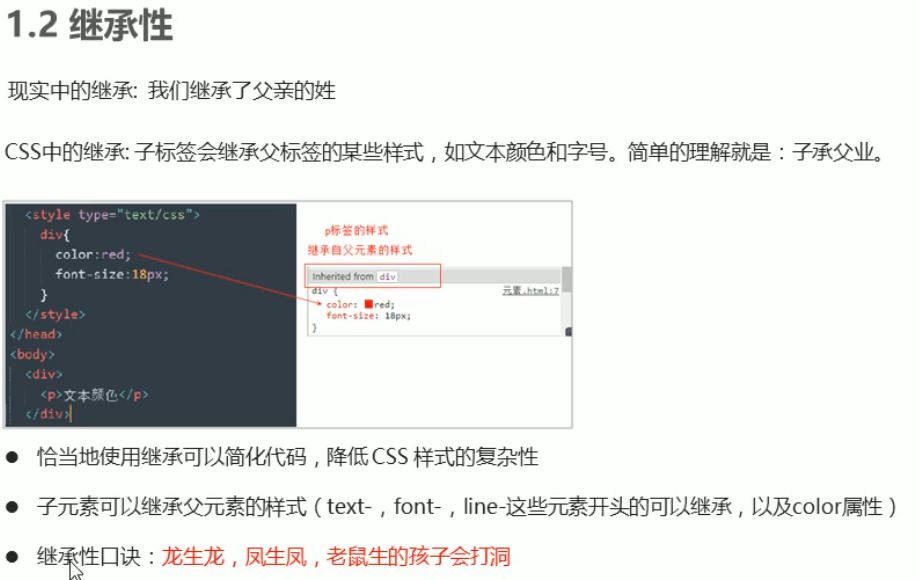 1.2 继承性
现实中的继承: 我们继承了父亲的姓
CSS中的继承: 子标签会继承父标签的某些样式，如文本颜色和字号。简单的理解就是：子承父业。
<style type="text/css">
div{
color:red;
font-size:18px;
}
</style>
</head>
<body>
<div>
<p>文本颜色</p>
</div>
p标签的样式
继承自父元素的样式
Inherited from div
div { 元素.html:7
color: red;
font-size: 18px;
}
● 恰当地使用继承可以简化代码，降低 CSS 样式的复杂性
● 子元素可以继承父元素的样式（text-，font-，line-这些元素开头的可以继承，以及color属性）
● 继承性口诀：龙生龙，凤生凤，老鼠生的孩子会打洞